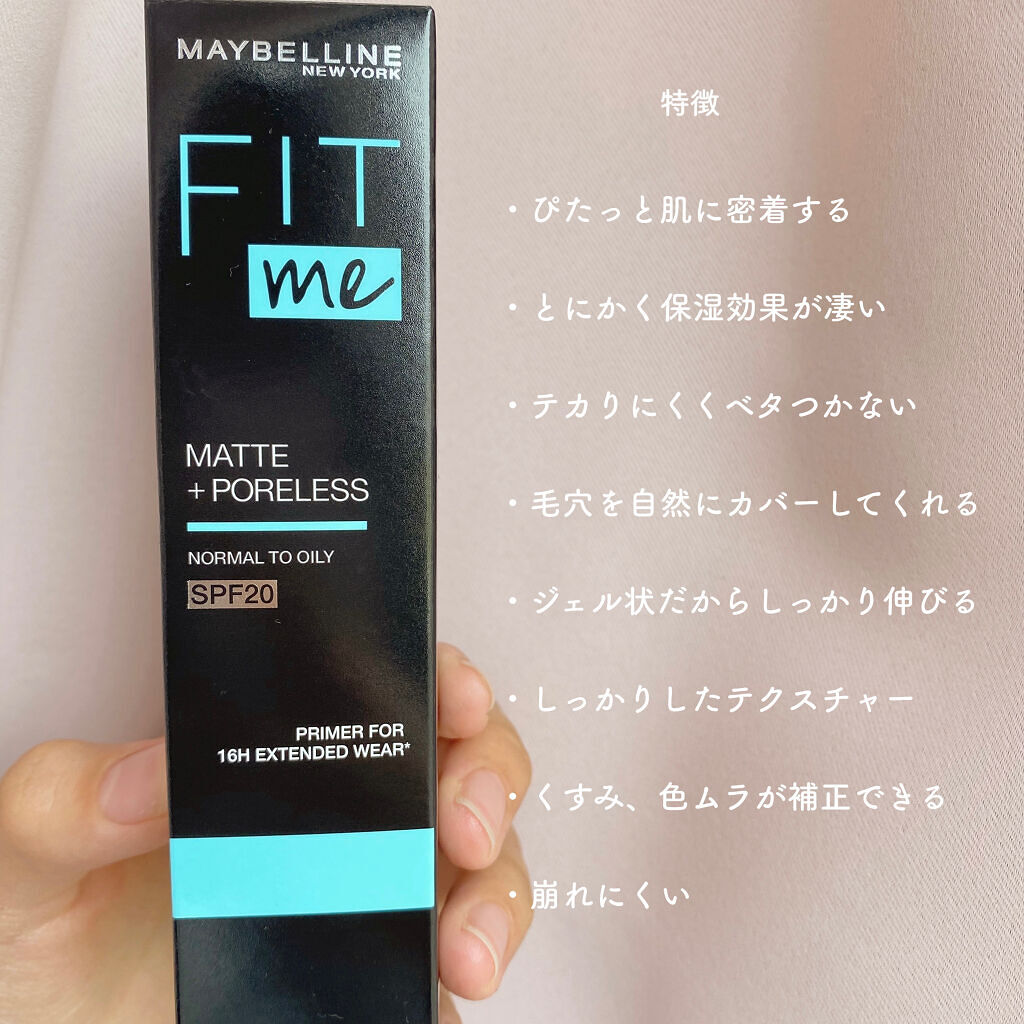 MAYBELLINE
NEW YORK
FIT
me
MATTE
+ PORELESS
NORMAL TO OILY
SPF20
PRIMER FOR
16H EXTENDED WEAR*
特徴
・ぴたっと肌に密着する
・とにかく保湿効果が凄い
・テカりにくくベタつかない
・毛穴を自然にカバーしてくれる
・ジェル状だからしっかり伸びる
・しっかりしたテクスチャー
・くすみ、色ムラが補正できる
・崩れにくい